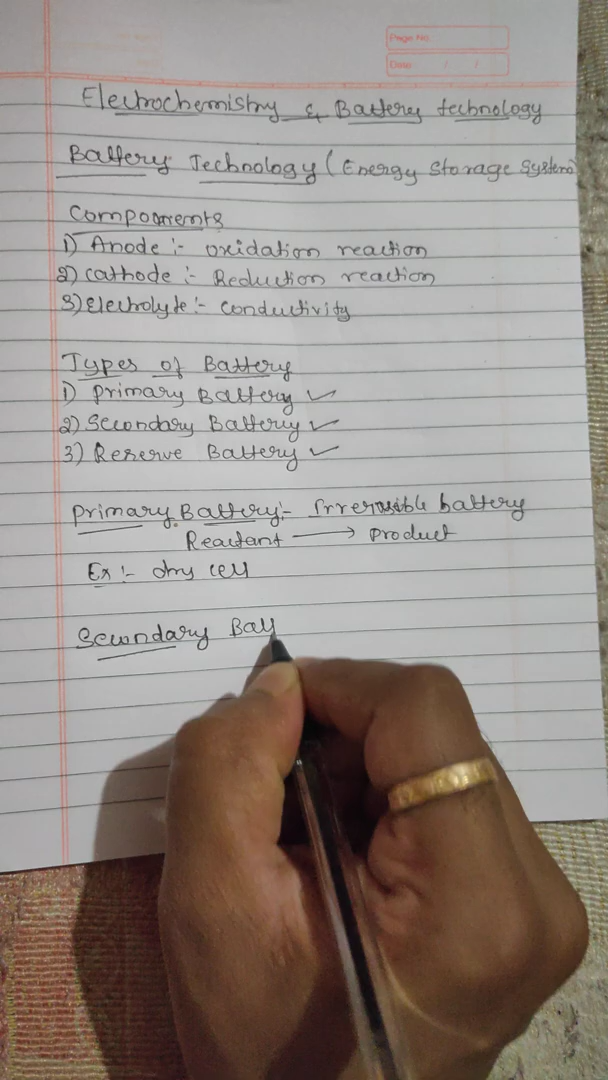 Page No.
Date / /
Electrochemistry & Battery technology
Battery Technology (Energy Storage System)
Components
1) Anode :- oxidation reaction
2) Cathode :- Reduction reaction
3) Electrolyte :- Conductivity
Types of Battery
1) Primary Battery ✓
2) Secondary Battery ✓
3) Reserve Battery ✓
Primary Battery:- Irreversible battery
Reactant ⟶ Product
Ex :- dry cell
Secondary Batt